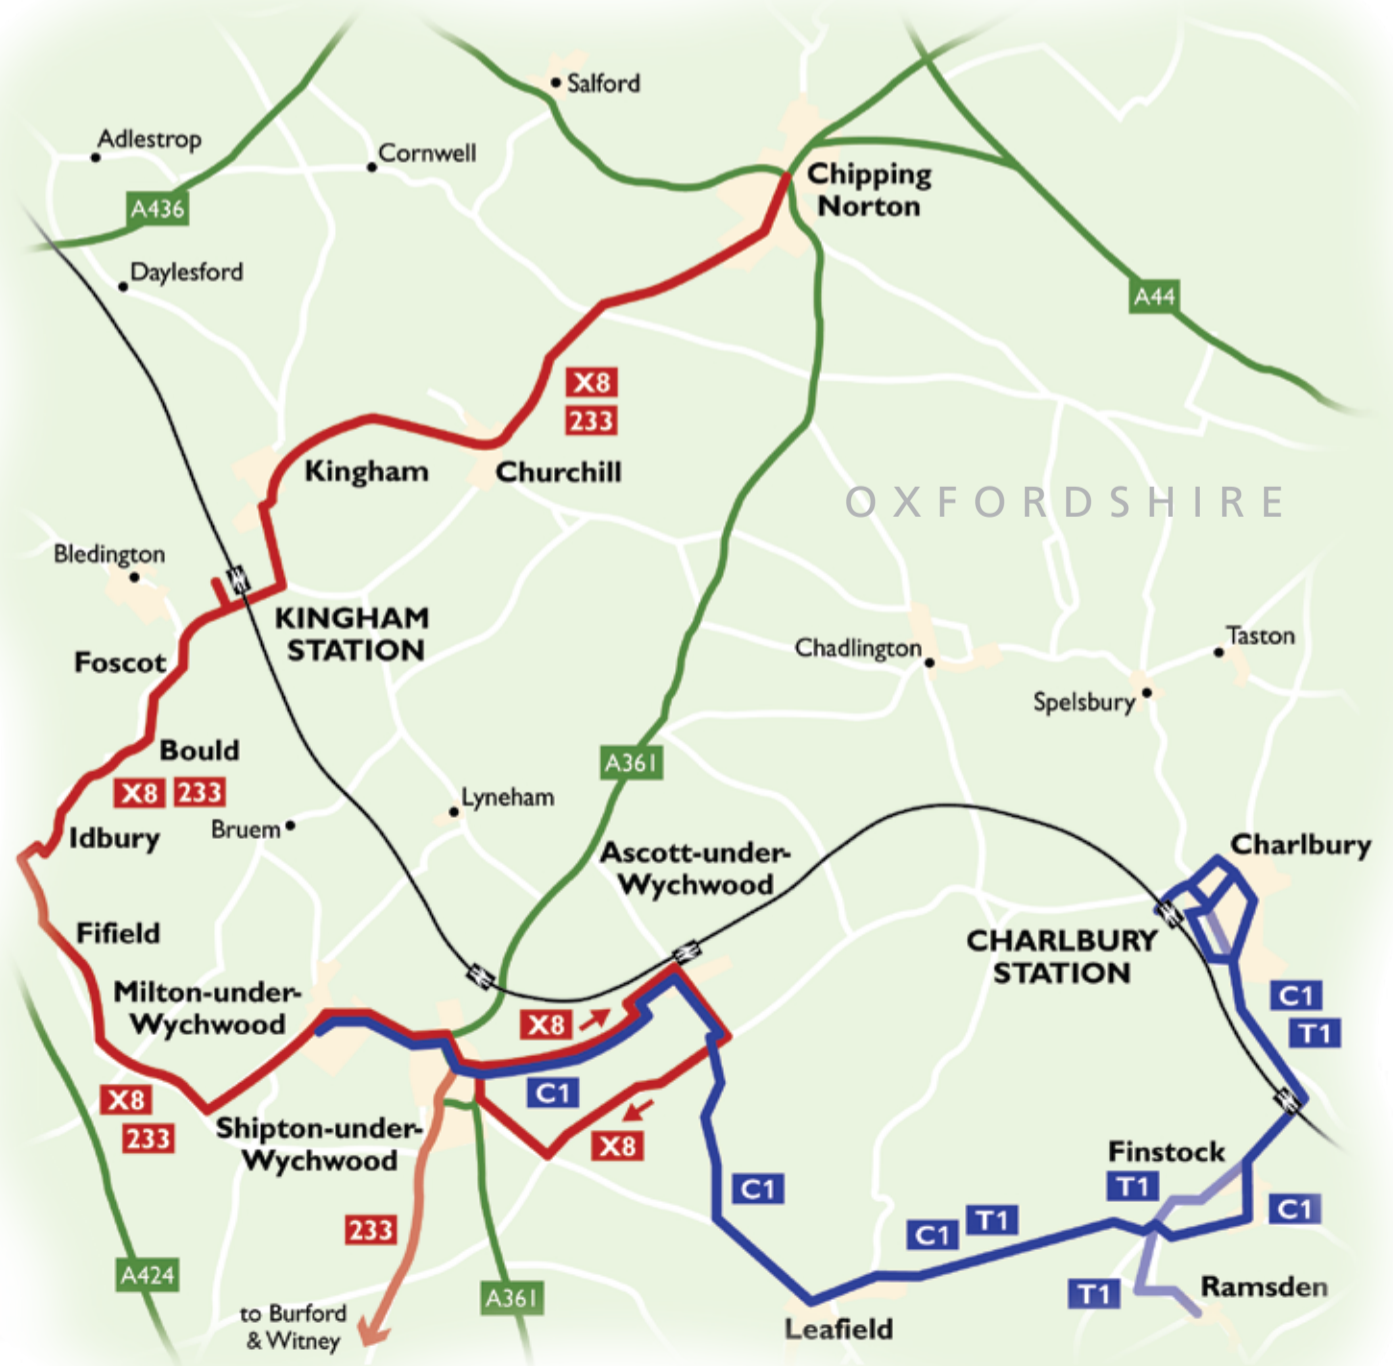 Salford
Adlestrop
Cornwell
A436
Chipping
Norton
Daylesford
A44
X8
233
Kingham
Churchill
OXFORDSHIRE
Bledington
KINGHAM
STATION
Foscot
Chadlington
Taston
Spelsbury
Bould
A361
X8
233
Lyneham
Idbury
Bruem
Ascott-under-
Wychwood
Charlbury
Fifield
CHARLBURY
STATION
Milton-under-
Wychwood
X8
C1
T1
C1
X8
233
Shipton-under-
Wychwood
X8
Finstock
T1
C1
C1
233
C1
T1
A424
A361
T1
Ramsden
to Burford
& Witney
Leafield